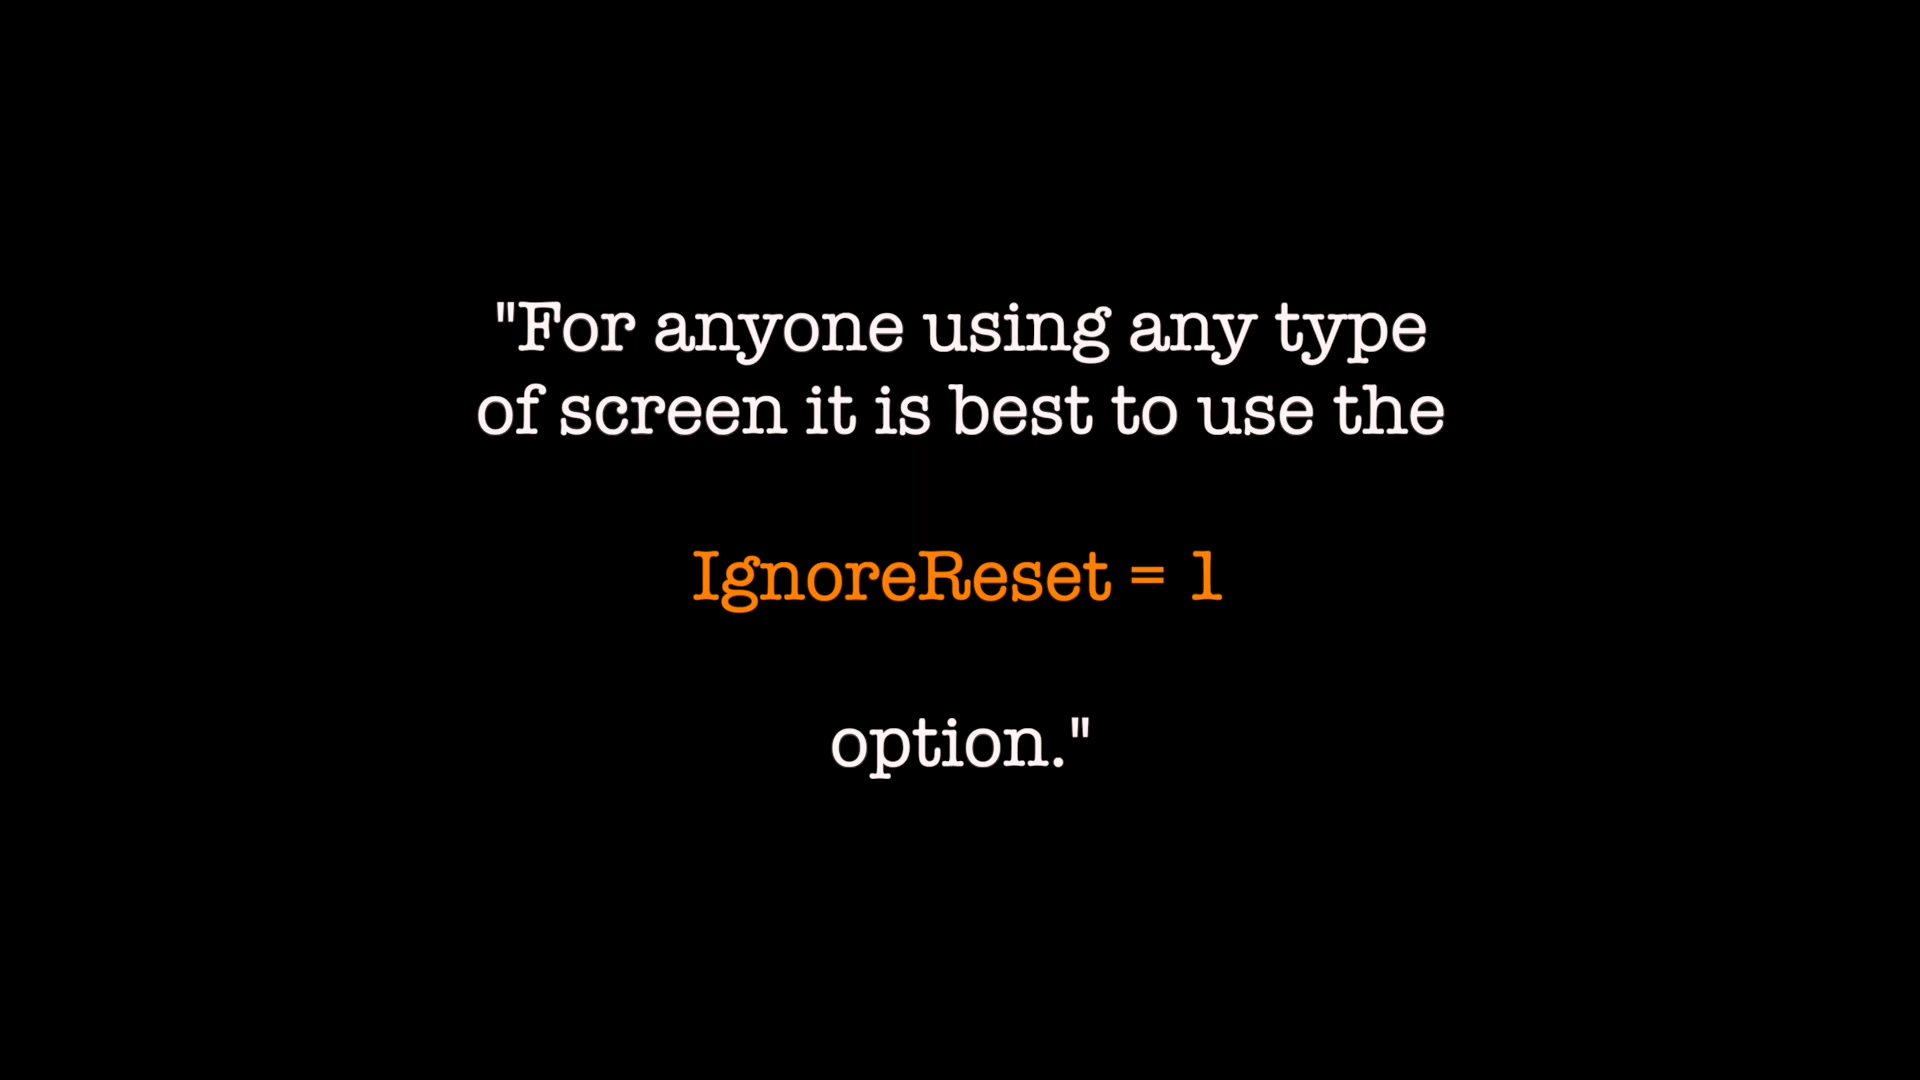 "For anyone using any type
of screen it is best to use the
IgnoreReset = 1
option."